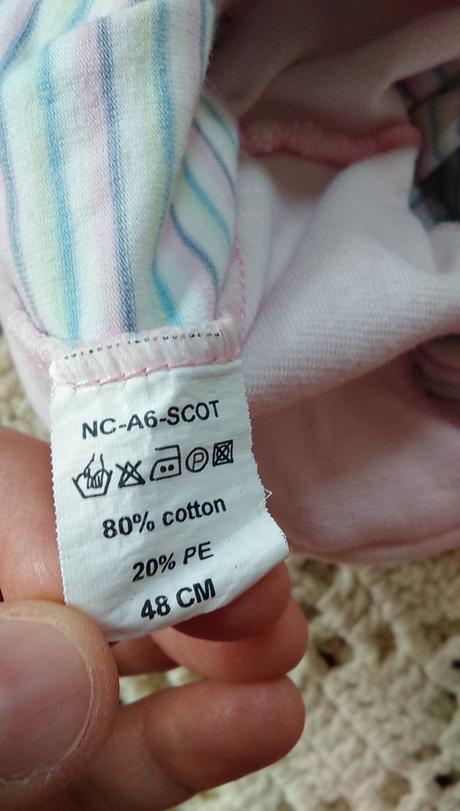 NC-A6-SCOT
P
80% cotton
20% PE
48 CM